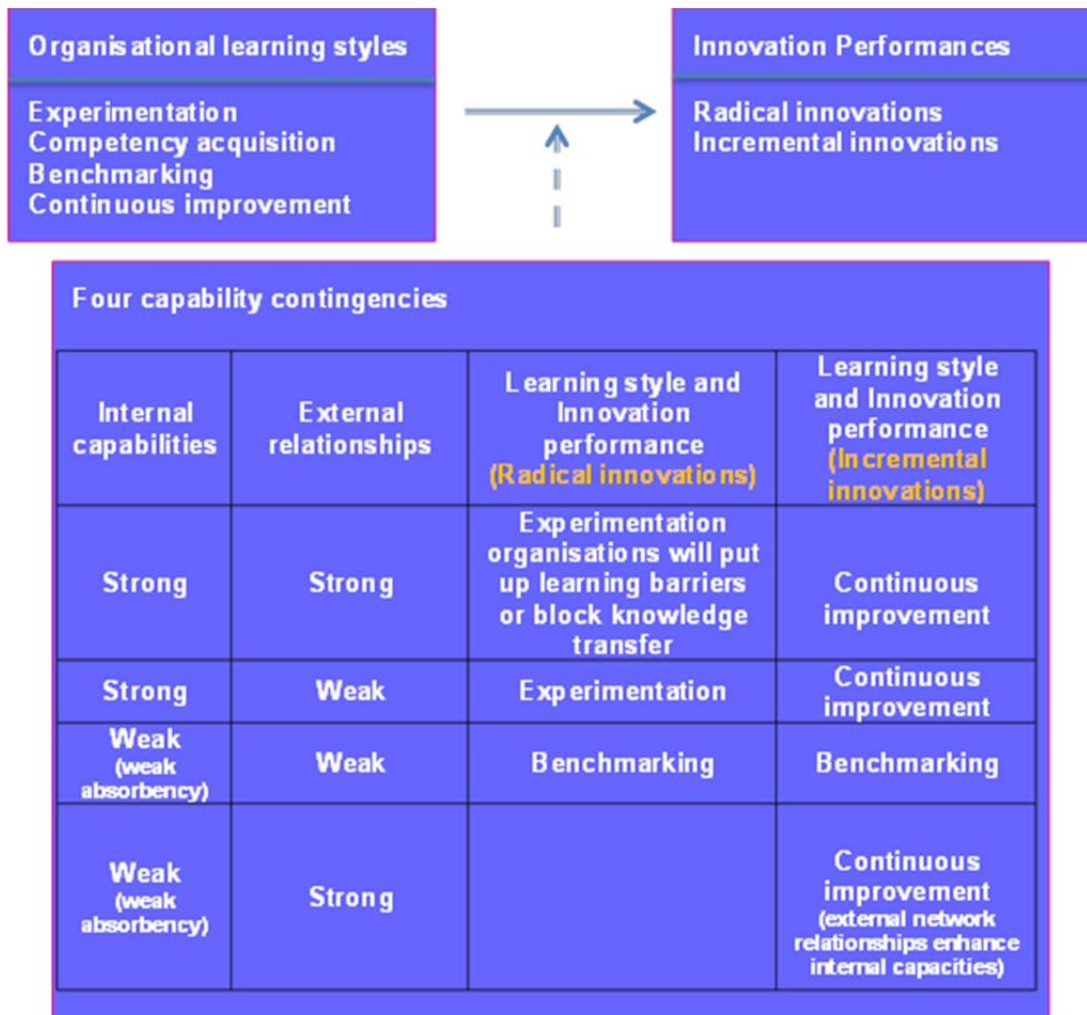 Organisational learning styles
Experimentation
Competency acquisition
Benchmarking
Continuous improvement
Innovation Performances
Radical innovations
Incremental innovations
Four capability contingencies
Internal
capabilities
External
relationships
Learning style and
Innovation
performance
(Radical innovations)
Learning style
and Innovation
performance
(Incremental
innovations)
Strong
Strong
Experimentation
organisations will put
up learning barriers
or block knowledge
transfer
Continuous
improvement
Strong
Weak
Experimentation
Continuous
improvement
Weak
(weak
absorbency)
Weak
Benchmarking
Benchmarking
Weak
(weak
absorbency)
Strong
Continuous
improvement
(external network
relationships enhance
internal capacities)